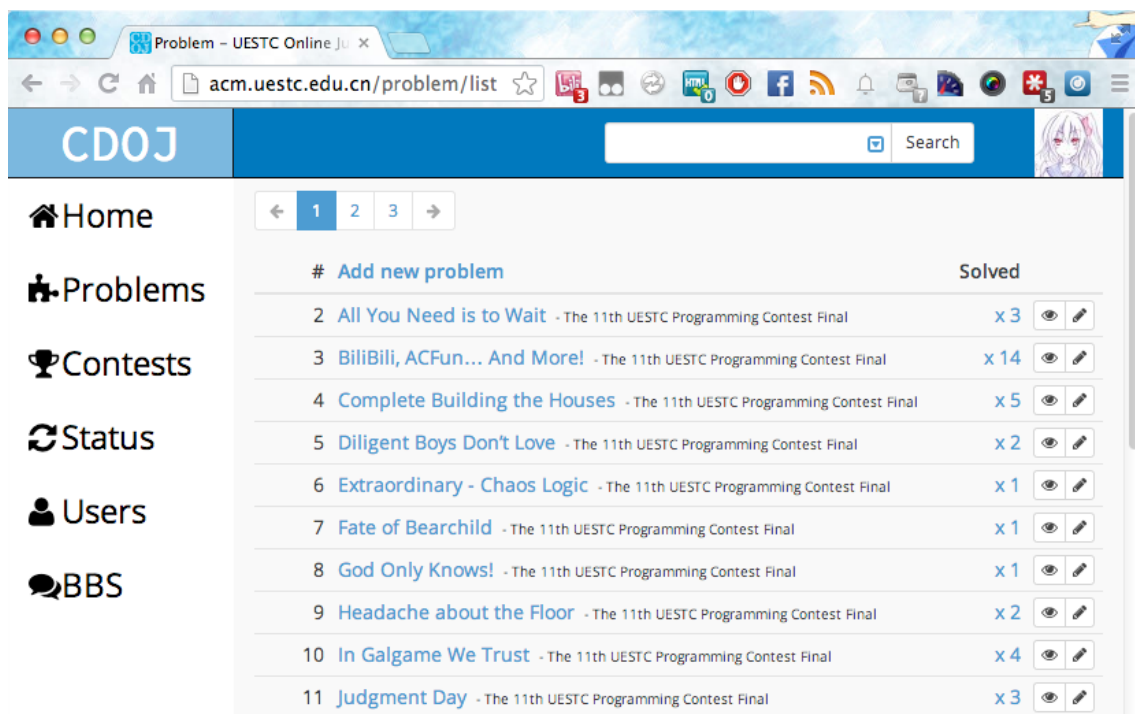 Problem – UESTC Online Ju
acm.uestc.edu.cn/problem/list
3
0
7
5
CDOJ
Search
Home
Problems
Contests
Status
Users
BBS
1 2 3
# Add new problem Solved
2 All You Need is to Wait - The 11th UESTC Programming Contest Final x 3
3 BiliBili, ACFun... And More! - The 11th UESTC Programming Contest Final x 14
4 Complete Building the Houses - The 11th UESTC Programming Contest Final x 5
5 Diligent Boys Don't Love - The 11th UESTC Programming Contest Final x 2
6 Extraordinary - Chaos Logic - The 11th UESTC Programming Contest Final x 1
7 Fate of Bearchild - The 11th UESTC Programming Contest Final x 1
8 God Only Knows! - The 11th UESTC Programming Contest Final x 1
9 Headache about the Floor - The 11th UESTC Programming Contest Final x 2
10 In Galgame We Trust - The 11th UESTC Programming Contest Final x 4
11 Judgment Day - The 11th UESTC Programming Contest Final x 3